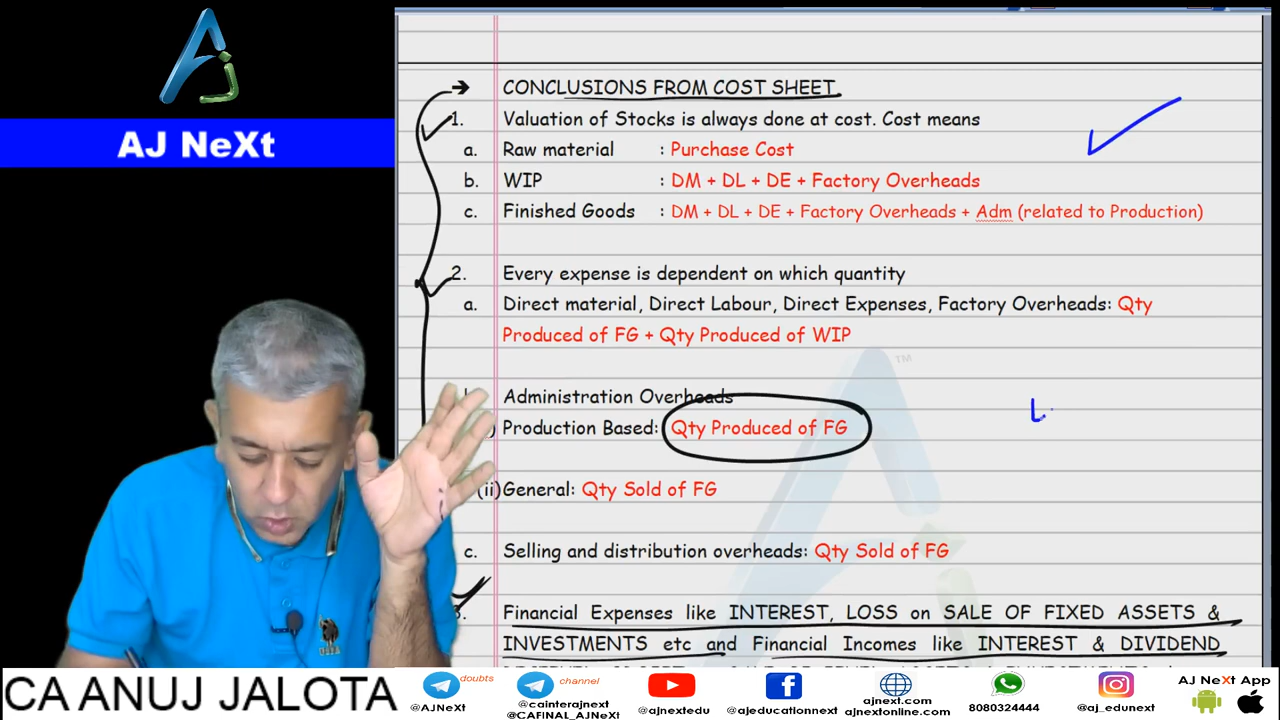 AJ NeXt
→ CONCLUSIONS FROM COST SHEET.
1. Valuation of Stocks is always done at cost. Cost means
a. Raw material : Purchase Cost
b. WIP : DM + DL + DE + Factory Overheads
c. Finished Goods : DM + DL + DE + Factory Overheads + Adm (related to Production)
2. Every expense is dependent on which quantity
a. Direct material, Direct Labour, Direct Expenses, Factory Overheads: Qty
Produced of FG + Qty Produced of WIP
Administration Overheads
Production Based: Qty Produced of FG
(ii) General: Qty Sold of FG
c. Selling and distribution overheads: Qty Sold of FG
3. Financial Expenses like INTEREST, LOSS on SALE OF FIXED ASSETS &
INVESTMENTS etc and Financial Incomes like INTEREST & DIVIDEND
TM
CA ANUJ JALOTA
doubts
@AJNeXt
channel
@cainterajnext
@CAFINAL_AJNeXt
@ajnextedu
@ajeducationnext
ajnext.com
ajnextonline.com
8080324444
@aj_edunext
AJ NeXt App